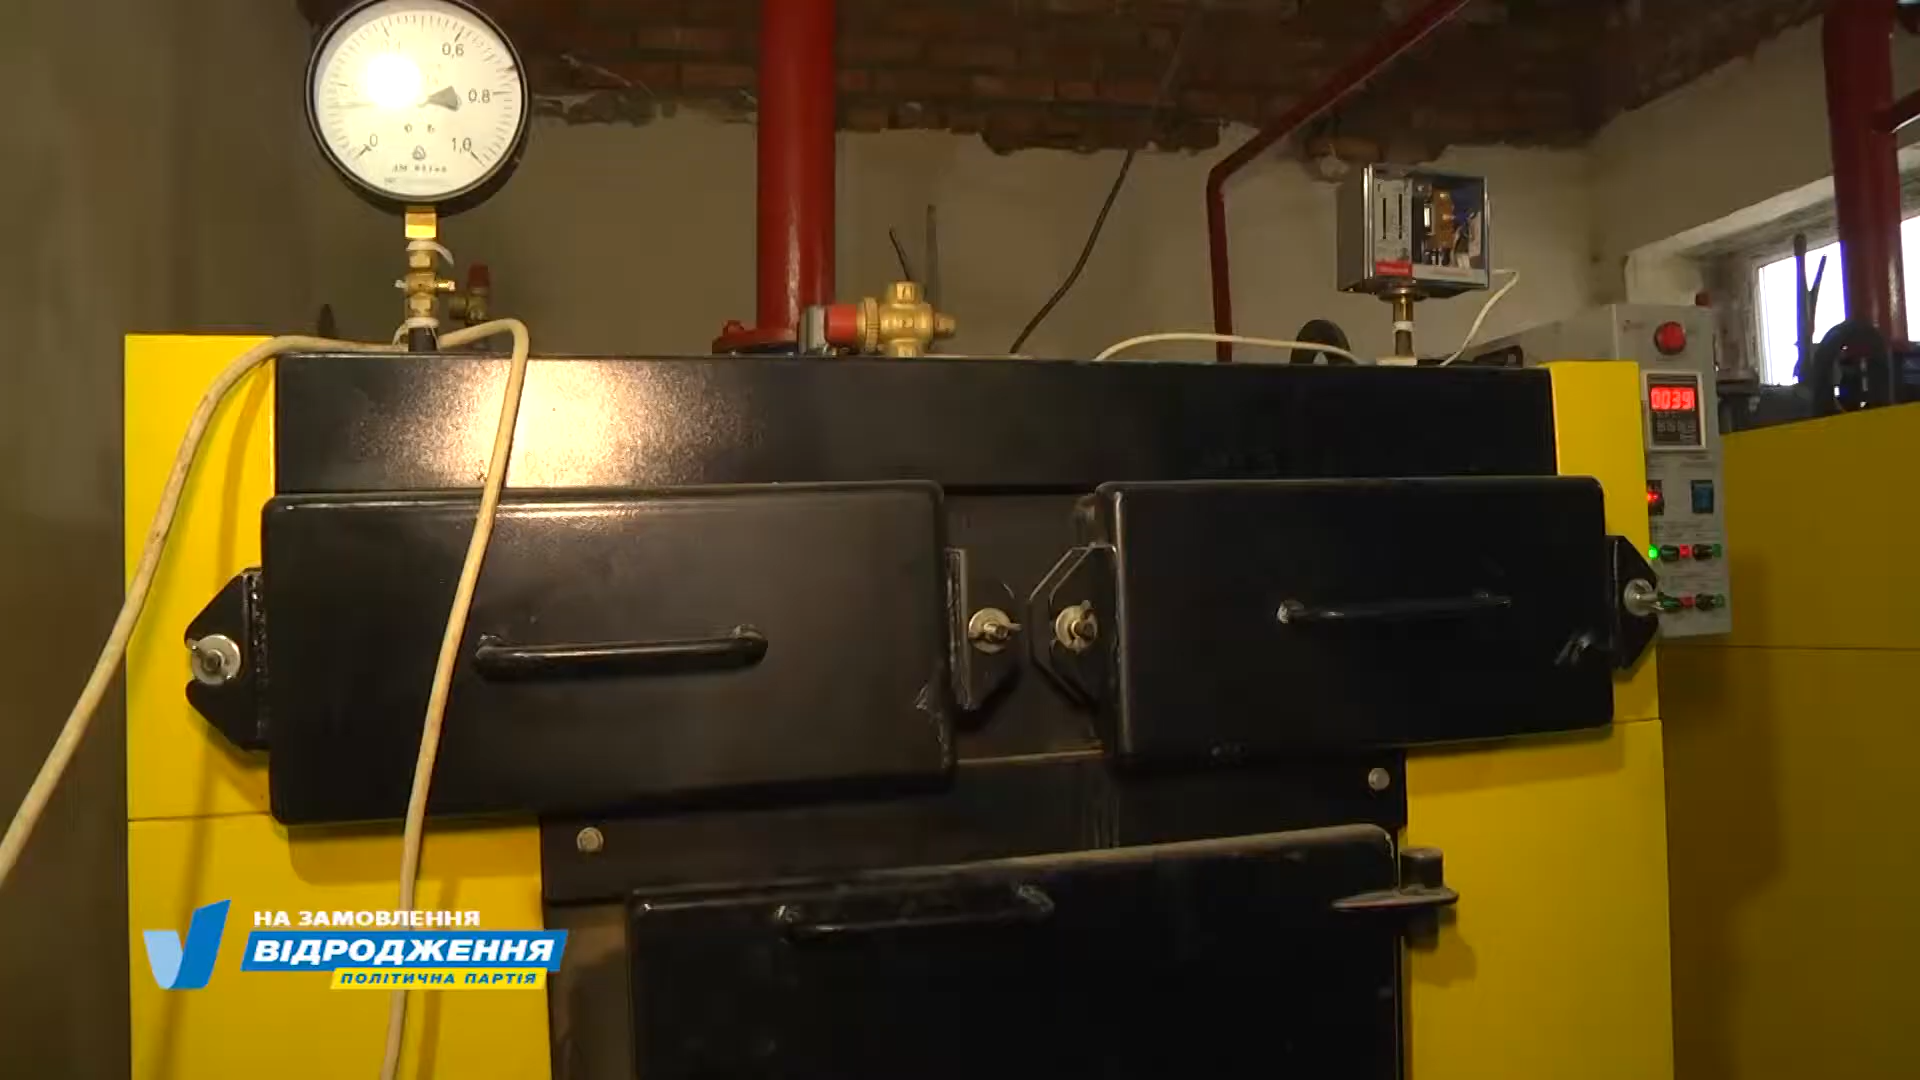 0,6
0,8
0
1,0
0039
НА ЗАМОВЛЕННЯ
ВІДРОДЖЕННЯ
ПОЛІТИЧНА ПАРТІЯ